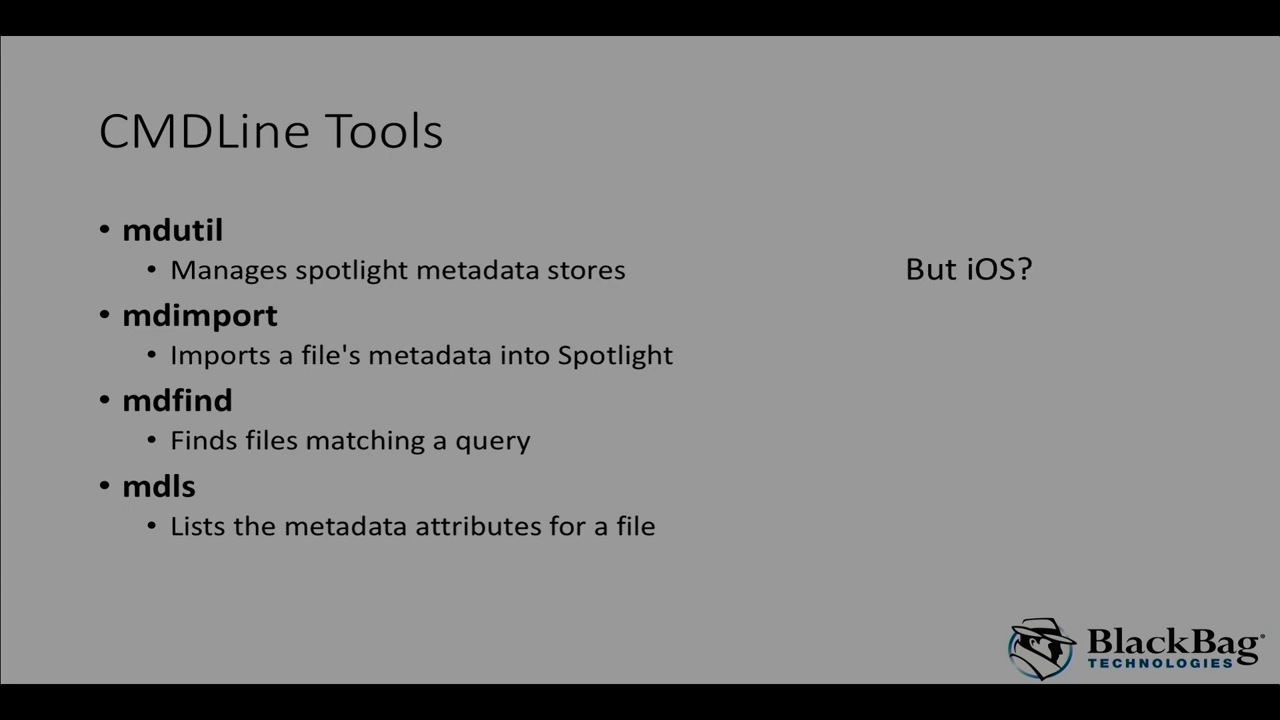 CMDLine Tools
• mdutil
• Manages spotlight metadata stores
But iOS?
• mdimport
• Imports a file's metadata into Spotlight
• mdfind
• Finds files matching a query
• mdls
• Lists the metadata attributes for a file
BlackBag®
TECHNOLOGIES